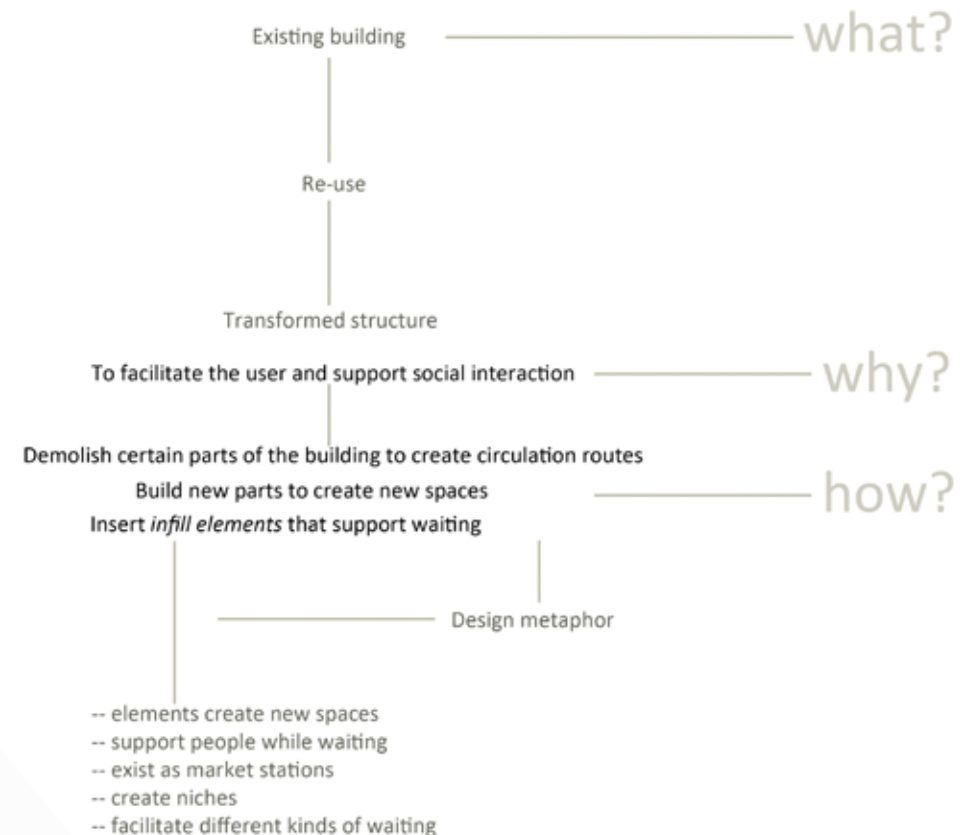 Existing building what?
Re-use
Transformed structure
To facilitate the user and support social interaction why?
Demolish certain parts of the building to create circulation routes
Build new parts to create new spaces how?
Insert infill elements that support waiting
Design metaphor
-- elements create new spaces
-- support people while waiting
-- exist as market stations
-- create niches
-- facilitate different kinds of waiting